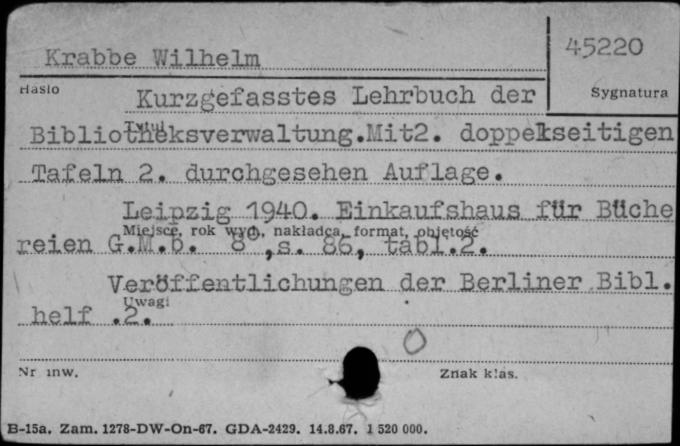 Krabbe Wilhelm 45220
Hasło Sygnatura
Kurzgefasstes Lehrbuch der
Tytuł
Bibliotheksverwaltung.Mit2. doppelseitigen
Tafeln 2. durchgesehen Auflage.
Leipzig 1940. Einkaufshaus für Büche
Miejsce, rok wyd., nakładca, format, objętość
reien G.M.b. 8°,s. 86, tabl.2.
Veröffentlichungen der Berliner Bibl.
Uwagi
helf .2.
Nr inw. Znak klas.
B-15a. Zam. 1278-DW-On-67. GDA-2429. 14.8.67. 1 520 000.